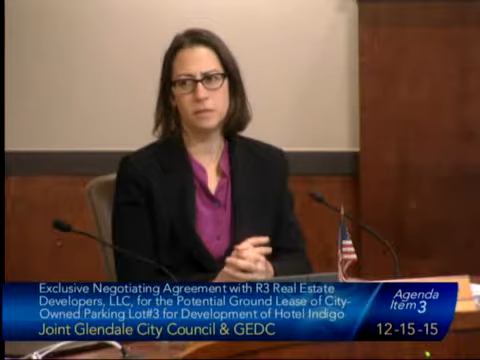 Exclusive Negotiating Agreement with R3 Real Estate
Developers, LLC, for the Potential Ground Lease of City-
Owned Parking Lot#3 for Development of Hotel Indigo
Joint Glendale City Council & GEDC
Agenda
Item 3
12-15-15